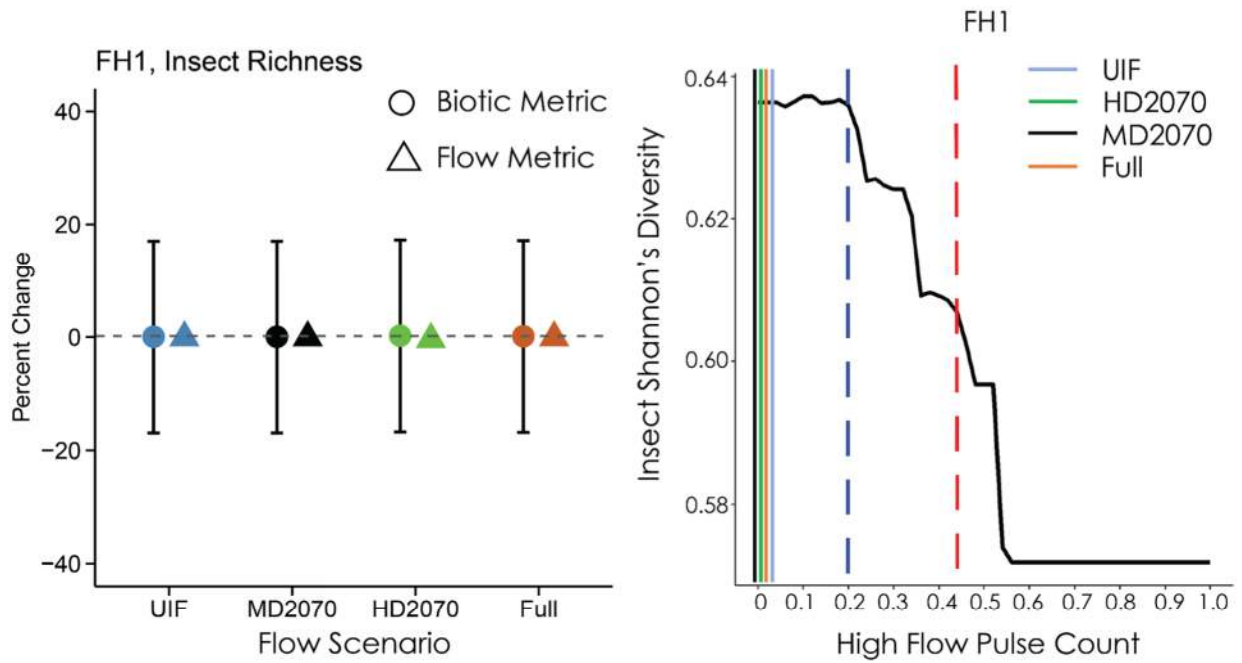 FH1, Insect Richness
Biotic Metric
Flow Metric
Percent Change
40
20
0
−20
−40
UIF MD2070 HD2070 Full
Flow Scenario
FH1
UIF
HD2070
MD2070
Full
Insect Shannon's Diversity
0.64
0.62
0.60
0.58
0 0.1 0.2 0.3 0.4 0.5 0.6 0.7 0.8 0.9 1.0
High Flow Pulse Count